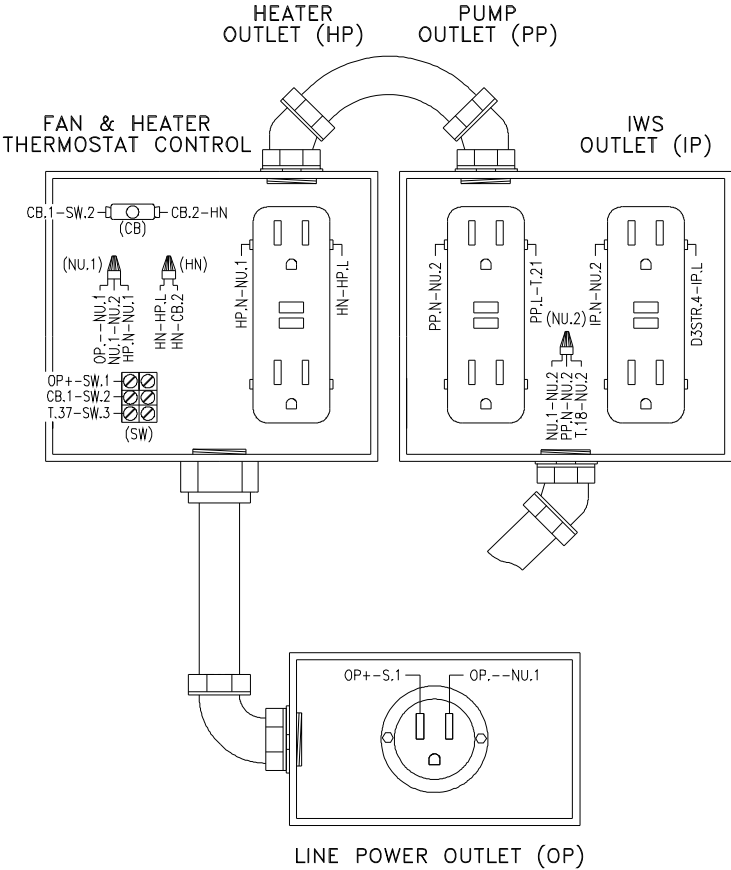 HEATER
OUTLET (HP)
PUMP
OUTLET (PP)
FAN & HEATER
THERMOSTAT CONTROL
IWS
OUTLET (IP)
CB.1-SW.2
CB.2-HN
(CB)
(NU.1)
(HN)
OP.--NU.1
NU.1-NU.2
HP.N-NU.1
HN-HP.L
HN-CB.2
HP.N-NU.1
HN-HP.L
OP+-SW.1
CB.1-SW.2
T.37-SW.3
(SW)
PP.N-NU.2
PP.L-T.21
IP.N-NU.2
D3STR.4-IP.L
(NU.2)
NU.1-NU.2
PP.N-NU.2
T.18-NU.2
OP+-S.1
OP.--NU.1
LINE POWER OUTLET (OP)